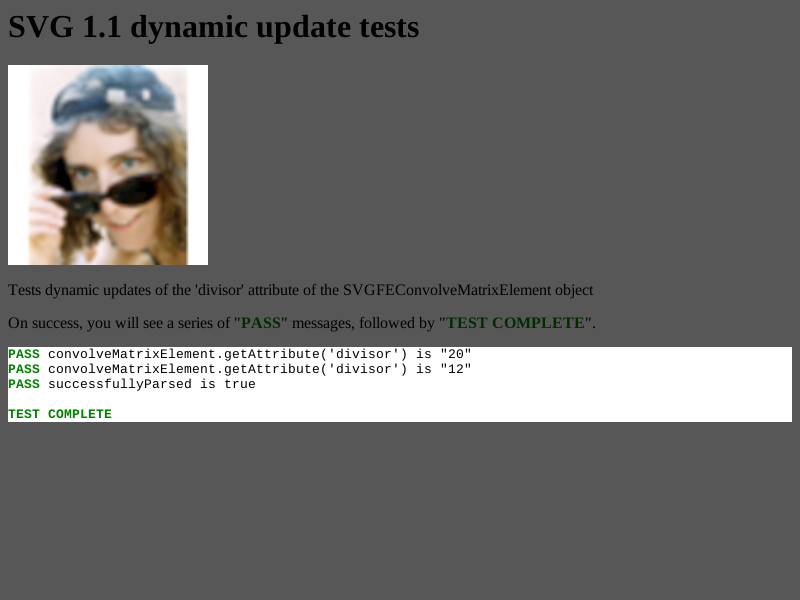 SVG 1.1 dynamic update tests
Tests dynamic updates of the 'divisor' attribute of the SVGFEConvolveMatrixElement object
On success, you will see a series of "PASS" messages, followed by "TEST COMPLETE".
PASS convolveMatrixElement.getAttribute('divisor') is "20"
PASS convolveMatrixElement.getAttribute('divisor') is "12"
PASS successfullyParsed is true
TEST COMPLETE